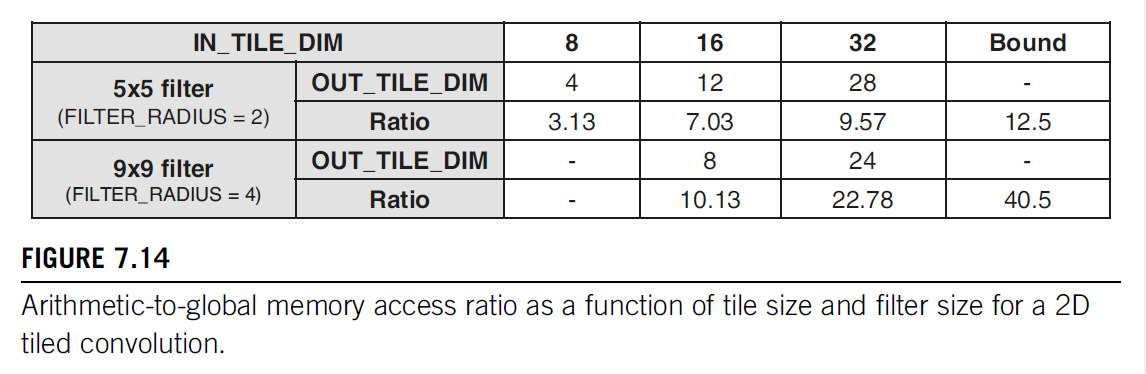 IN_TILE_DIM 8 16 32 Bound
5x5 filter
(FILTER_RADIUS = 2)
OUT_TILE_DIM 4 12 28 -
Ratio 3.13 7.03 9.57 12.5
9x9 filter
(FILTER_RADIUS = 4)
OUT_TILE_DIM - 8 24 -
Ratio - 10.13 22.78 40.5
FIGURE 7.14
Arithmetic-to-global memory access ratio as a function of tile size and filter size for a 2D
tiled convolution.